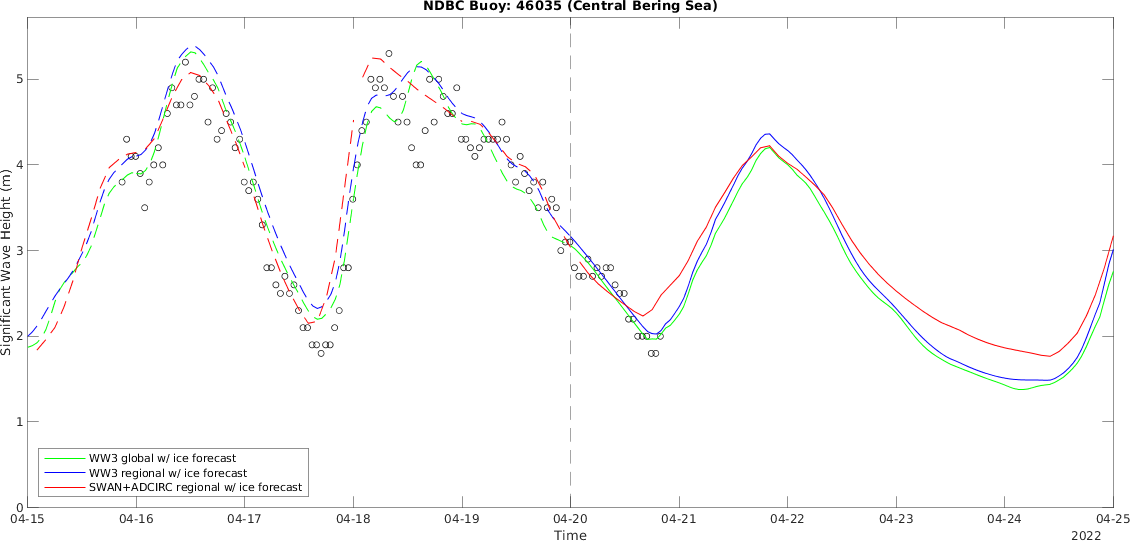 NDBC Buoy: 46035 (Central Bering Sea)
Significant Wave Height (m)
5
4
3
2
1
0
WW3 global w/ ice forecast
WW3 regional w/ ice forecast
SWAN+ADCIRC regional w/ ice forecast
04-15 04-16 04-17 04-18 04-19 04-20 04-21 04-22 04-23 04-24 04-25
Time
2022